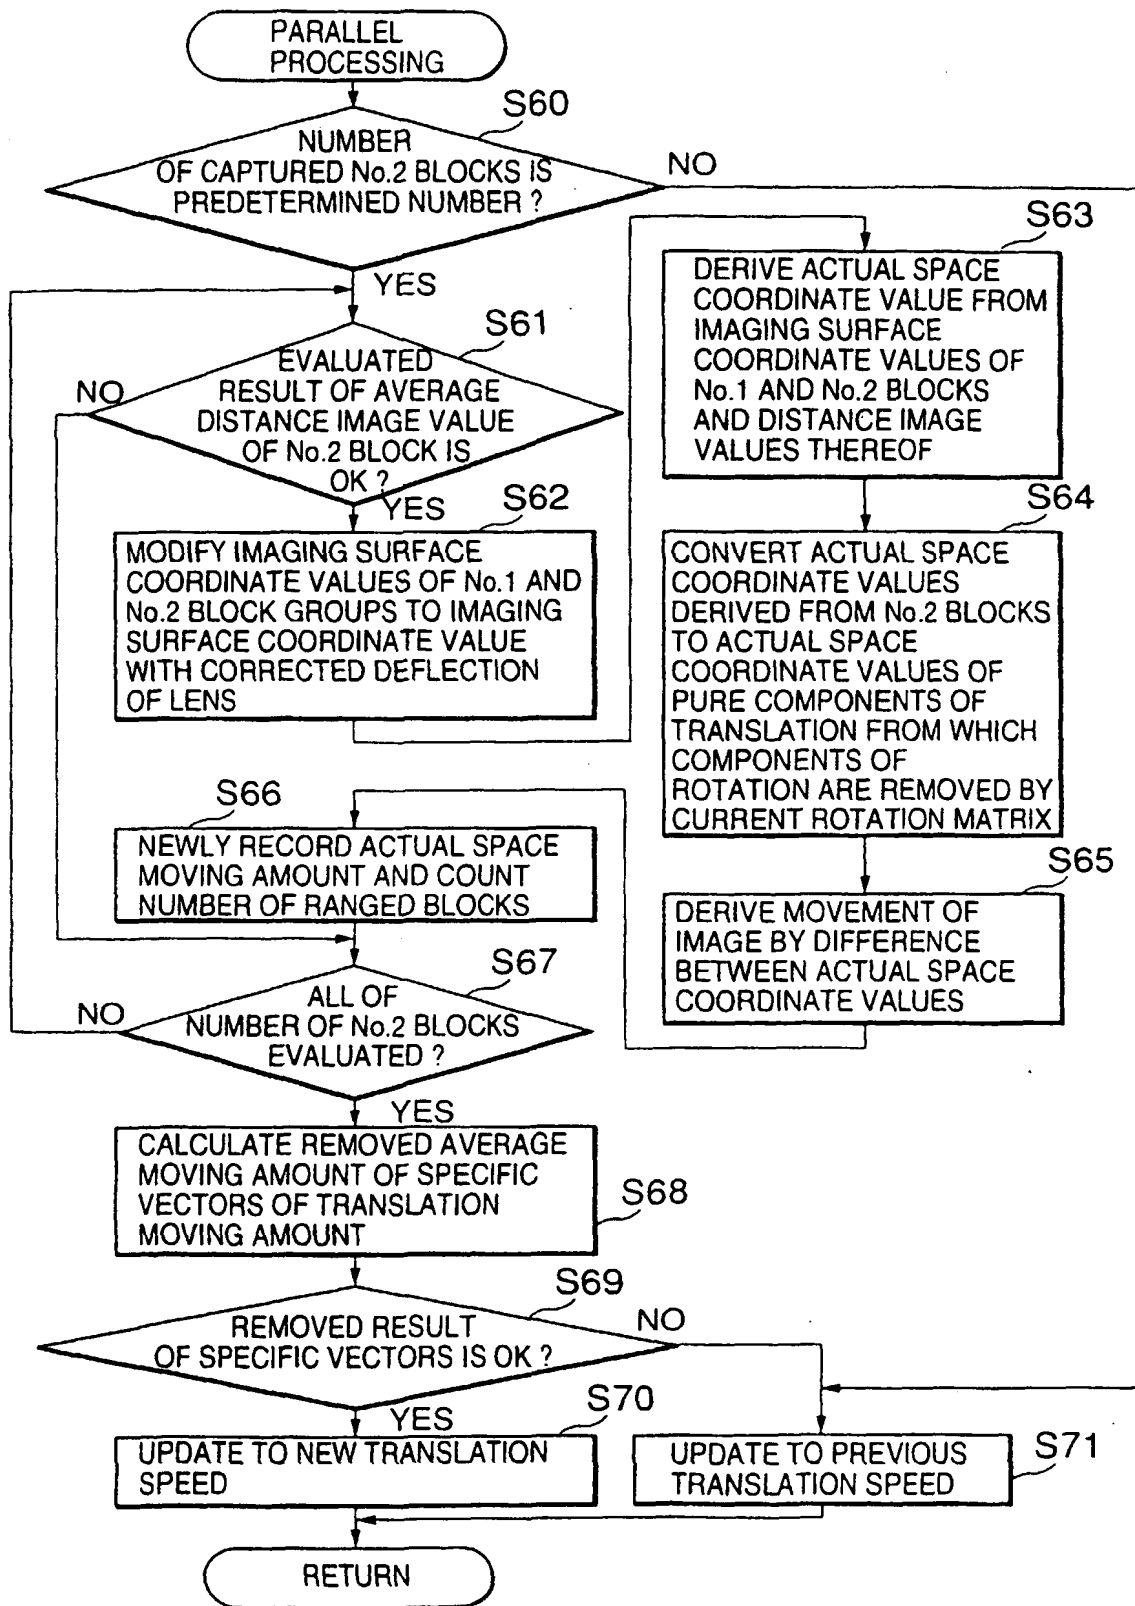 PARALLEL
PROCESSING
S60
NUMBER
OF CAPTURED No.2 BLOCKS IS
PREDETERMINED NUMBER ?
NO
YES
S61
EVALUATED
RESULT OF AVERAGE
DISTANCE IMAGE VALUE
OF No.2 BLOCK IS
OK ?
NO
YES
S62
MODIFY IMAGING SURFACE
COORDINATE VALUES OF No.1 AND
No.2 BLOCK GROUPS TO IMAGING
SURFACE COORDINATE VALUE
WITH CORRECTED DEFLECTION
OF LENS
S63
DERIVE ACTUAL SPACE
COORDINATE VALUE FROM
IMAGING SURFACE
COORDINATE VALUES OF
No.1 AND No.2 BLOCKS
AND DISTANCE IMAGE
VALUES THEREOF
S64
CONVERT ACTUAL SPACE
COORDINATE VALUES
DERIVED FROM No.2 BLOCKS
TO ACTUAL SPACE
COORDINATE VALUES OF
PURE COMPONENTS OF
TRANSLATION FROM WHICH
COMPONENTS OF
ROTATION ARE REMOVED BY
CURRENT ROTATION MATRIX
S65
DERIVE MOVEMENT OF
IMAGE BY DIFFERENCE
BETWEEN ACTUAL SPACE
COORDINATE VALUES
S66
NEWLY RECORD ACTUAL SPACE
MOVING AMOUNT AND COUNT
NUMBER OF RANGED BLOCKS
S67
ALL OF
NUMBER OF No.2 BLOCKS
EVALUATED ?
NO
YES
CALCULATE REMOVED AVERAGE
MOVING AMOUNT OF SPECIFIC
VECTORS OF TRANSLATION
MOVING AMOUNT
S68
S69
REMOVED RESULT
OF SPECIFIC VECTORS IS OK ?
NO
YES
S70
UPDATE TO NEW TRANSLATION
SPEED
UPDATE TO PREVIOUS
TRANSLATION SPEED
S71
RETURN